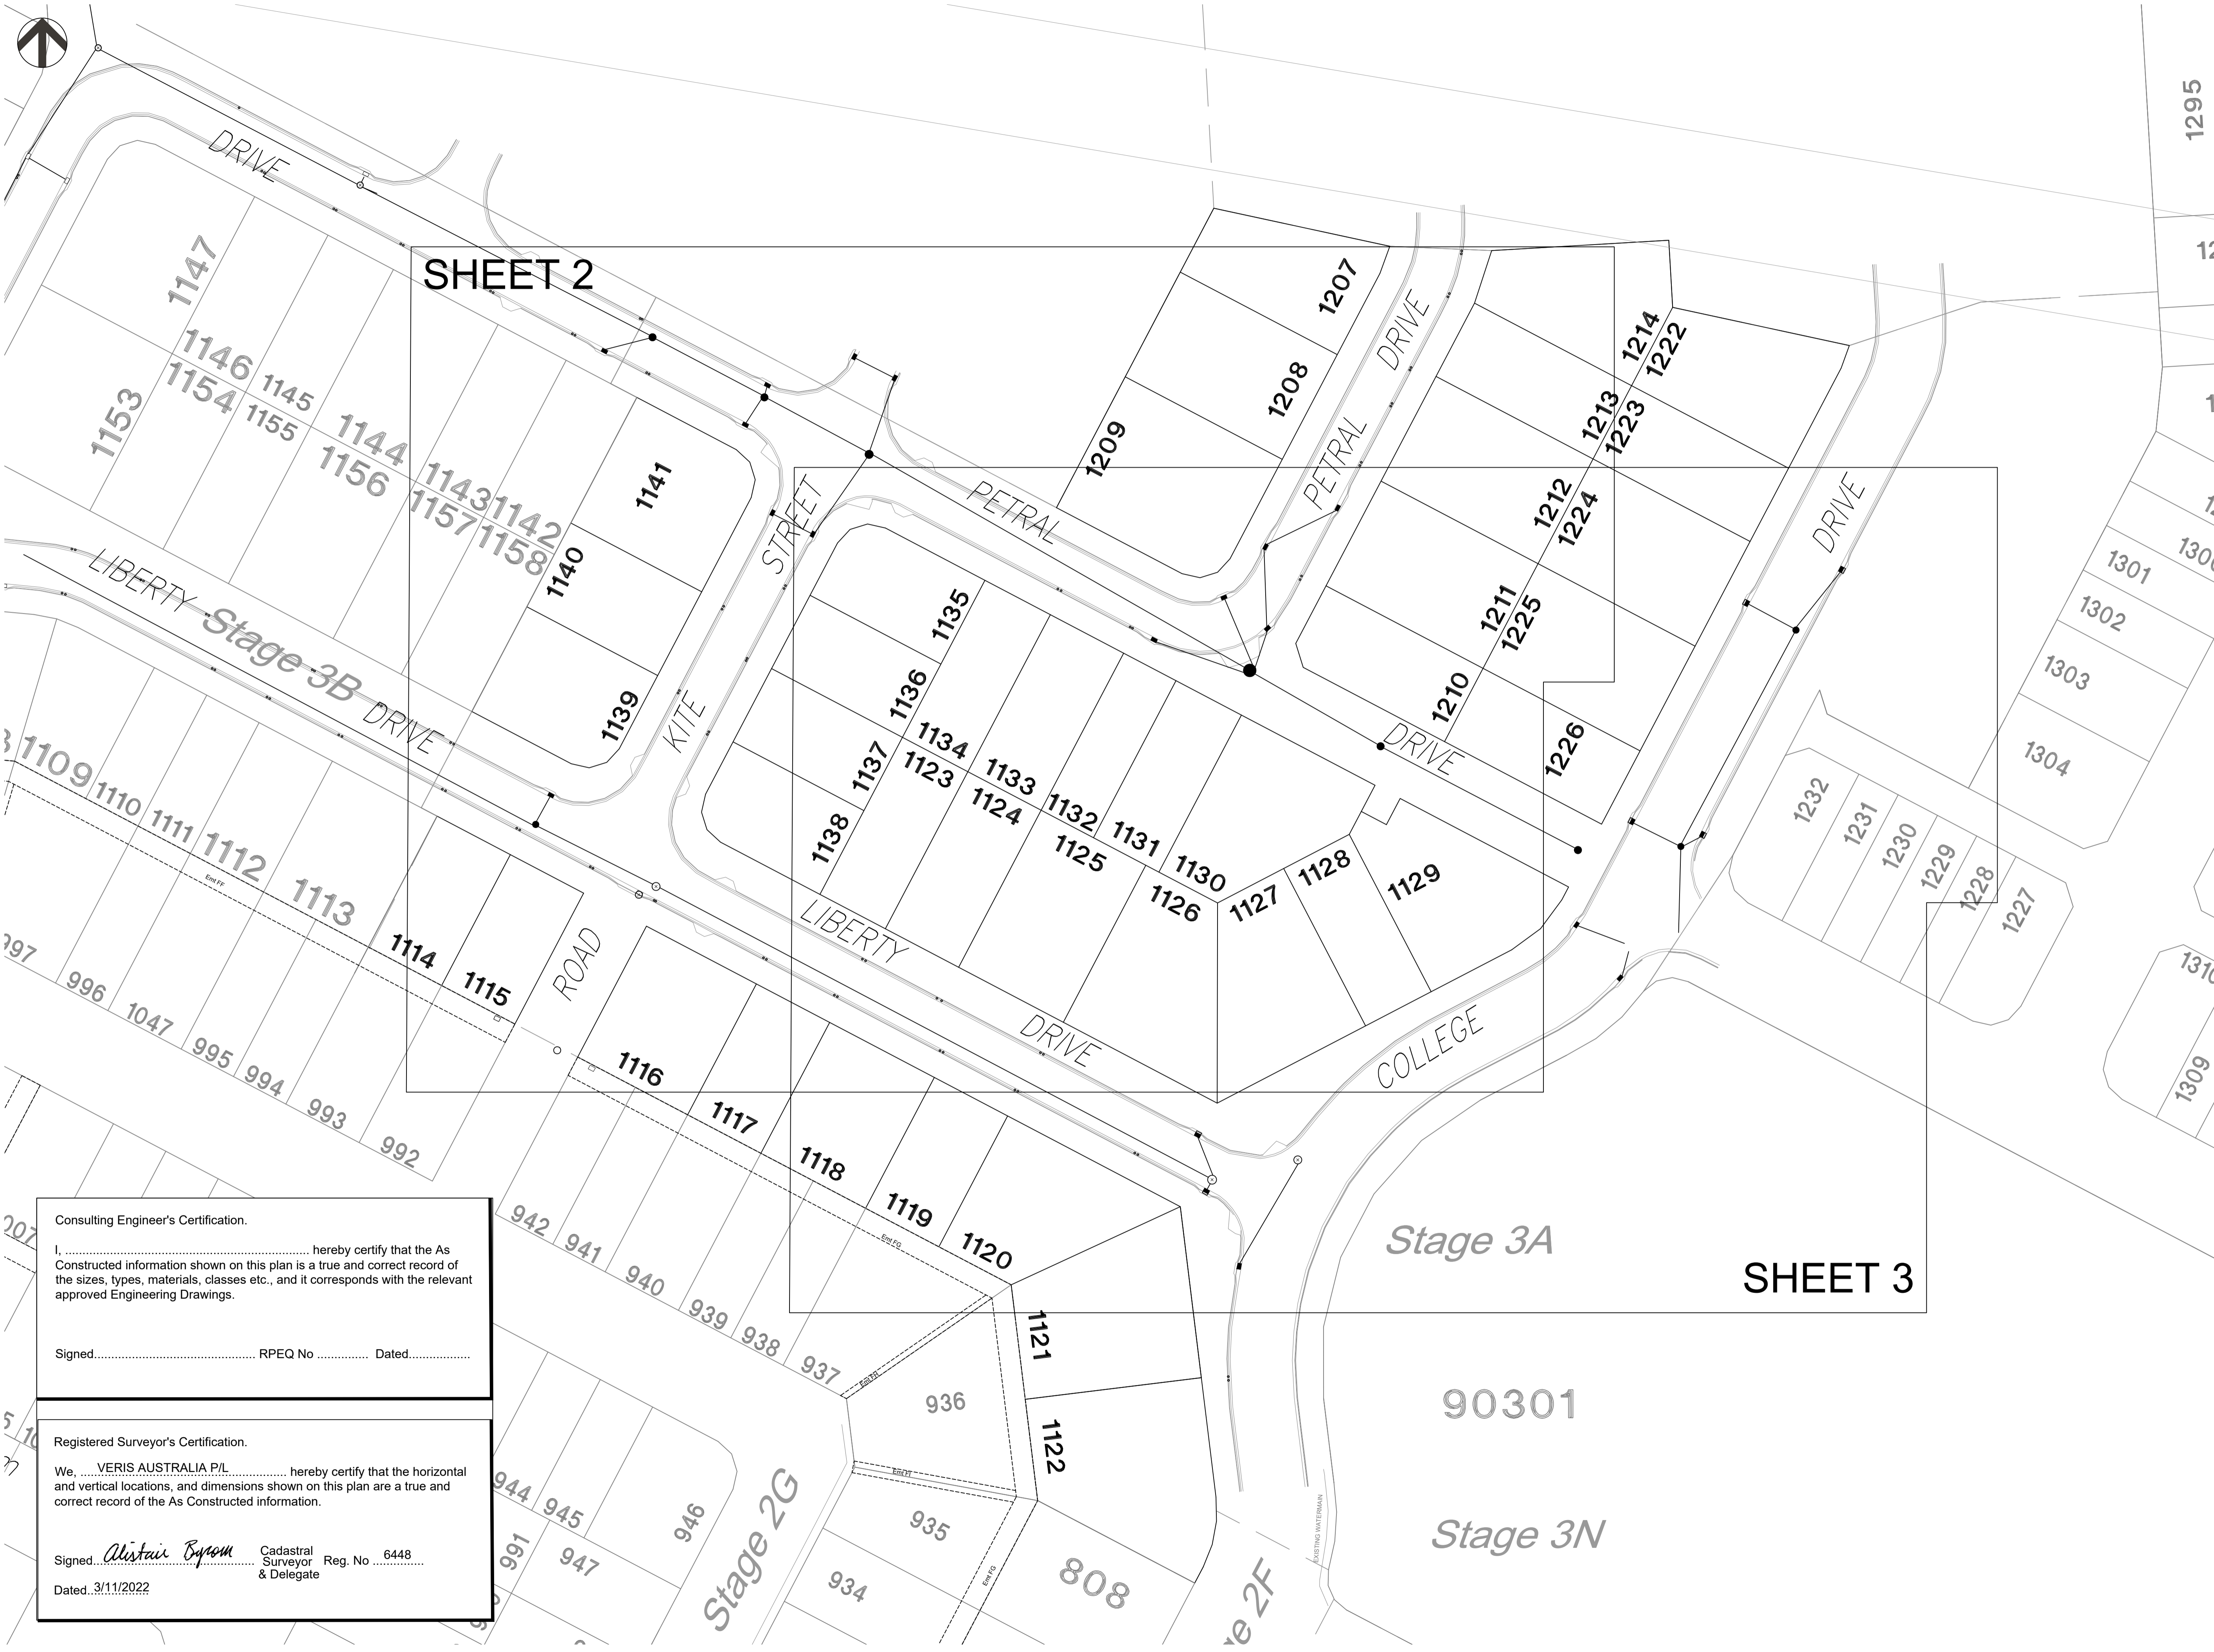 1295
DRIVE
1147
1207
SHEET 2
DRIVE
1214
1222
1146
1145
1208
1154
1155
1213
1223
1153
1144
1156
1143
1142
1157
1158
1141
1209
STREET
PETRAL
PETRAL
1212
1224
DRIVE
1301
1302
1303
1304
LIBERTY
Stage 3B
DRIVE
1140
1139
KITE
1135
1136
1137
1138
1134
1123
1133
1124
1132
1125
1131
1130
1126
1127
1128
1129
1211
1225
1210
DRIVE
1226
1232
1231
1230
1229
1228
1227
1309
1109
1110
1111
1112
1113
Emt FF
1114
1115
ROAD
LIBERTY
DRIVE
COLLEGE
996
1047
995
994
993
992
1116
1117
1118
1119
1120
Emt FG
942
941
940
939
938
937
Stage 3A
SHEET 3
1121
1122
936
90301
935
934
808
Stage 3N
EXISTING WATERMAIN
Emt FG
Stage 2G
944
945
946
947
991
Consulting Engineer's Certification.
I, ........................................................................ hereby certify that the As
Constructed information shown on this plan is a true and correct record of
the sizes, types, materials, classes etc., and it corresponds with the relevant
approved Engineering Drawings.
Signed............................................... RPEQ No ............... Dated..................
Registered Surveyor's Certification.
We, .....VERIS AUSTRALIA P/L................. hereby certify that the horizontal
and vertical locations, and dimensions shown on this plan are a true and
correct record of the As Constructed information.
Signed Alistair Byrom Cadastral Surveyor & Delegate Reg. No 6448
Dated 3/11/2022